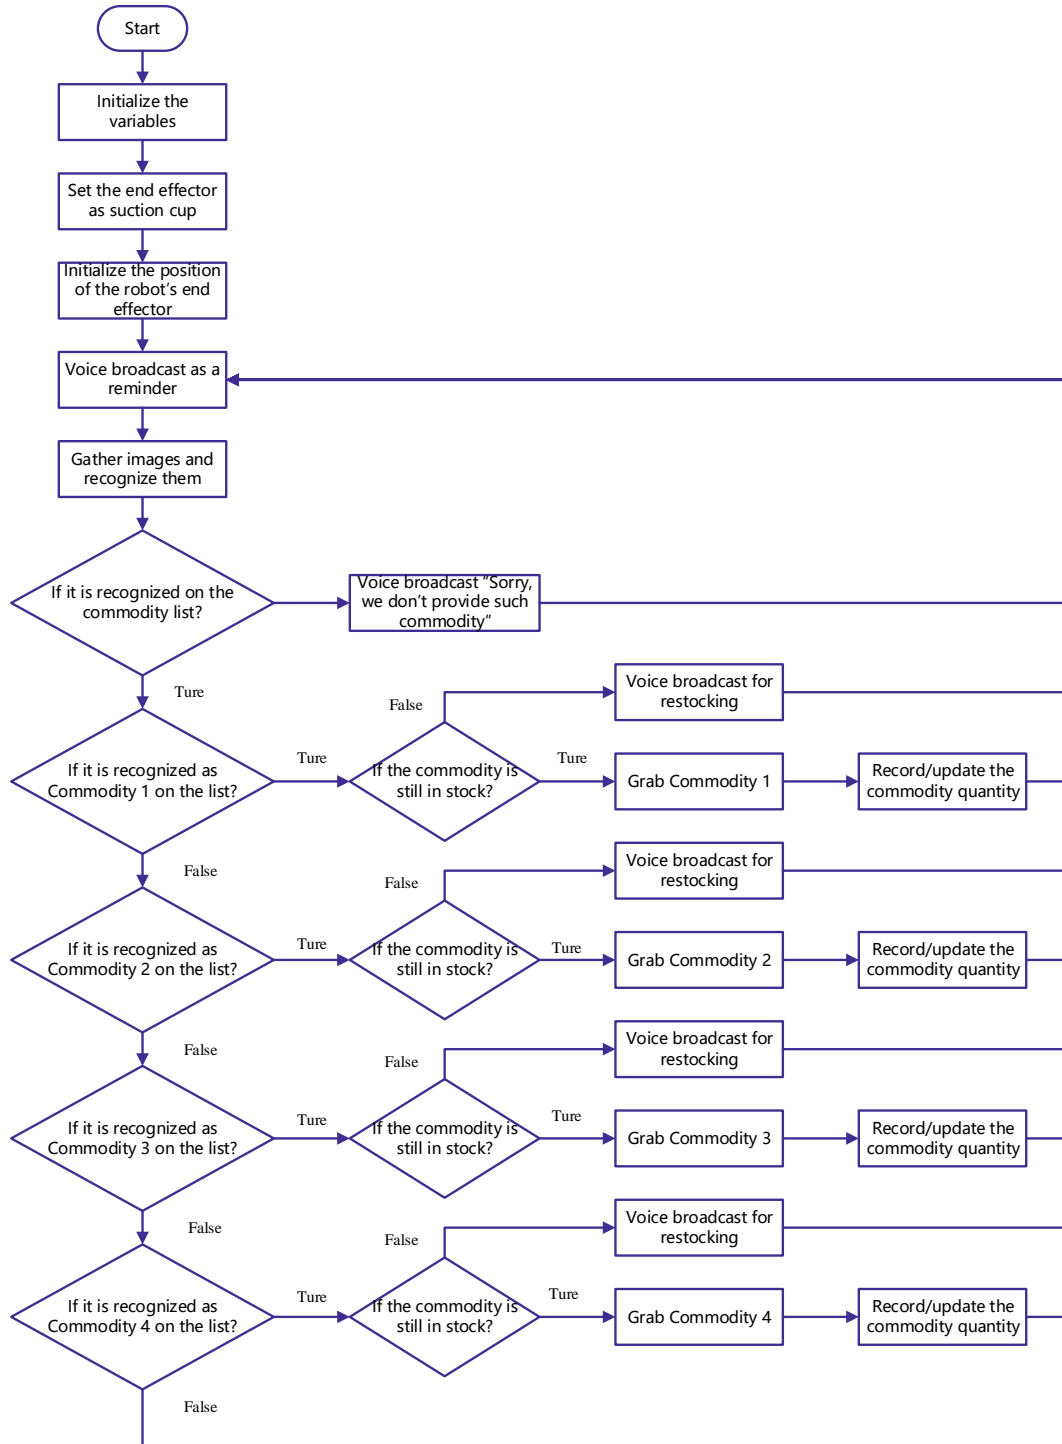 Start
Initialize the
variables
Set the end effector
as suction cup
Initialize the position
of the robot's end
effector
Voice broadcast as a
reminder
Gather images and
recognize them
If it is recognized on the
commodity list?
Voice broadcast "Sorry,
we don't provide such
commodity"
Ture
False
Voice broadcast for
restocking
If it is recognized as
Commodity 1 on the list?
Ture
If the commodity is
still in stock?
Ture
Grab Commodity 1
Record/update the
commodity quantity
False
False
Voice broadcast for
restocking
If it is recognized as
Commodity 2 on the list?
Ture
If the commodity is
still in stock?
Ture
Grab Commodity 2
Record/update the
commodity quantity
False
False
Voice broadcast for
restocking
If it is recognized as
Commodity 3 on the list?
Ture
If the commodity is
still in stock?
Ture
Grab Commodity 3
Record/update the
commodity quantity
False
False
Voice broadcast for
restocking
If it is recognized as
Commodity 4 on the list?
Ture
If the commodity is
still in stock?
Ture
Grab Commodity 4
Record/update the
commodity quantity
False